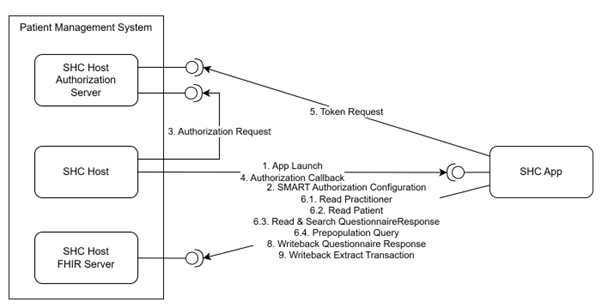 Patient Management System
SHC Host
Authorization
Server
5. Token Request
3. Authorization Request
SHC Host
1. App Launch
4. Authorization Callback
SHC App
2. SMART Authorization Configuration
6.1. Read Practitioner
6.2. Read Patient
6.3. Read & Search QuestionnaireResponse
6.4. Prepopulation Query
8. Writeback Questionnaire Response
9. Writeback Extract Transaction
SHC Host
FHIR Server